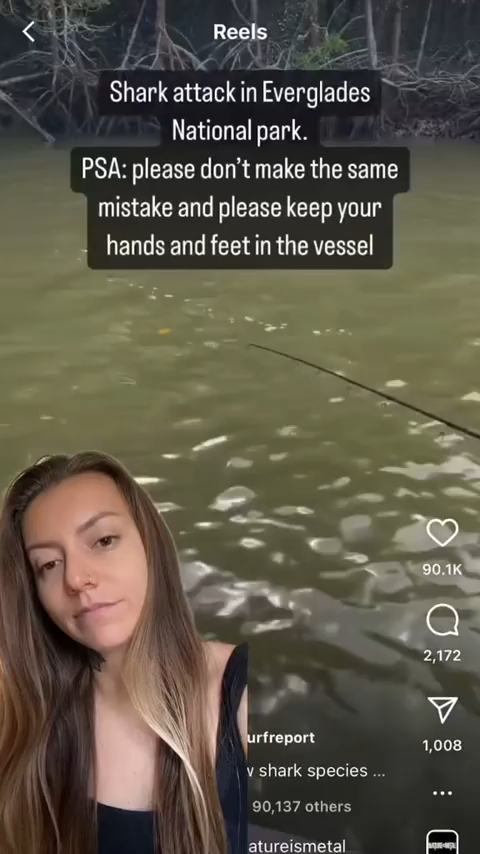 Reels
Shark attack in Everglades
National park.
PSA: please don't make the same
mistake and please keep your
hands and feet in the vessel
90.1K
2,172
1,008
urfreport
shark species ...
90,137 others
atureismetal